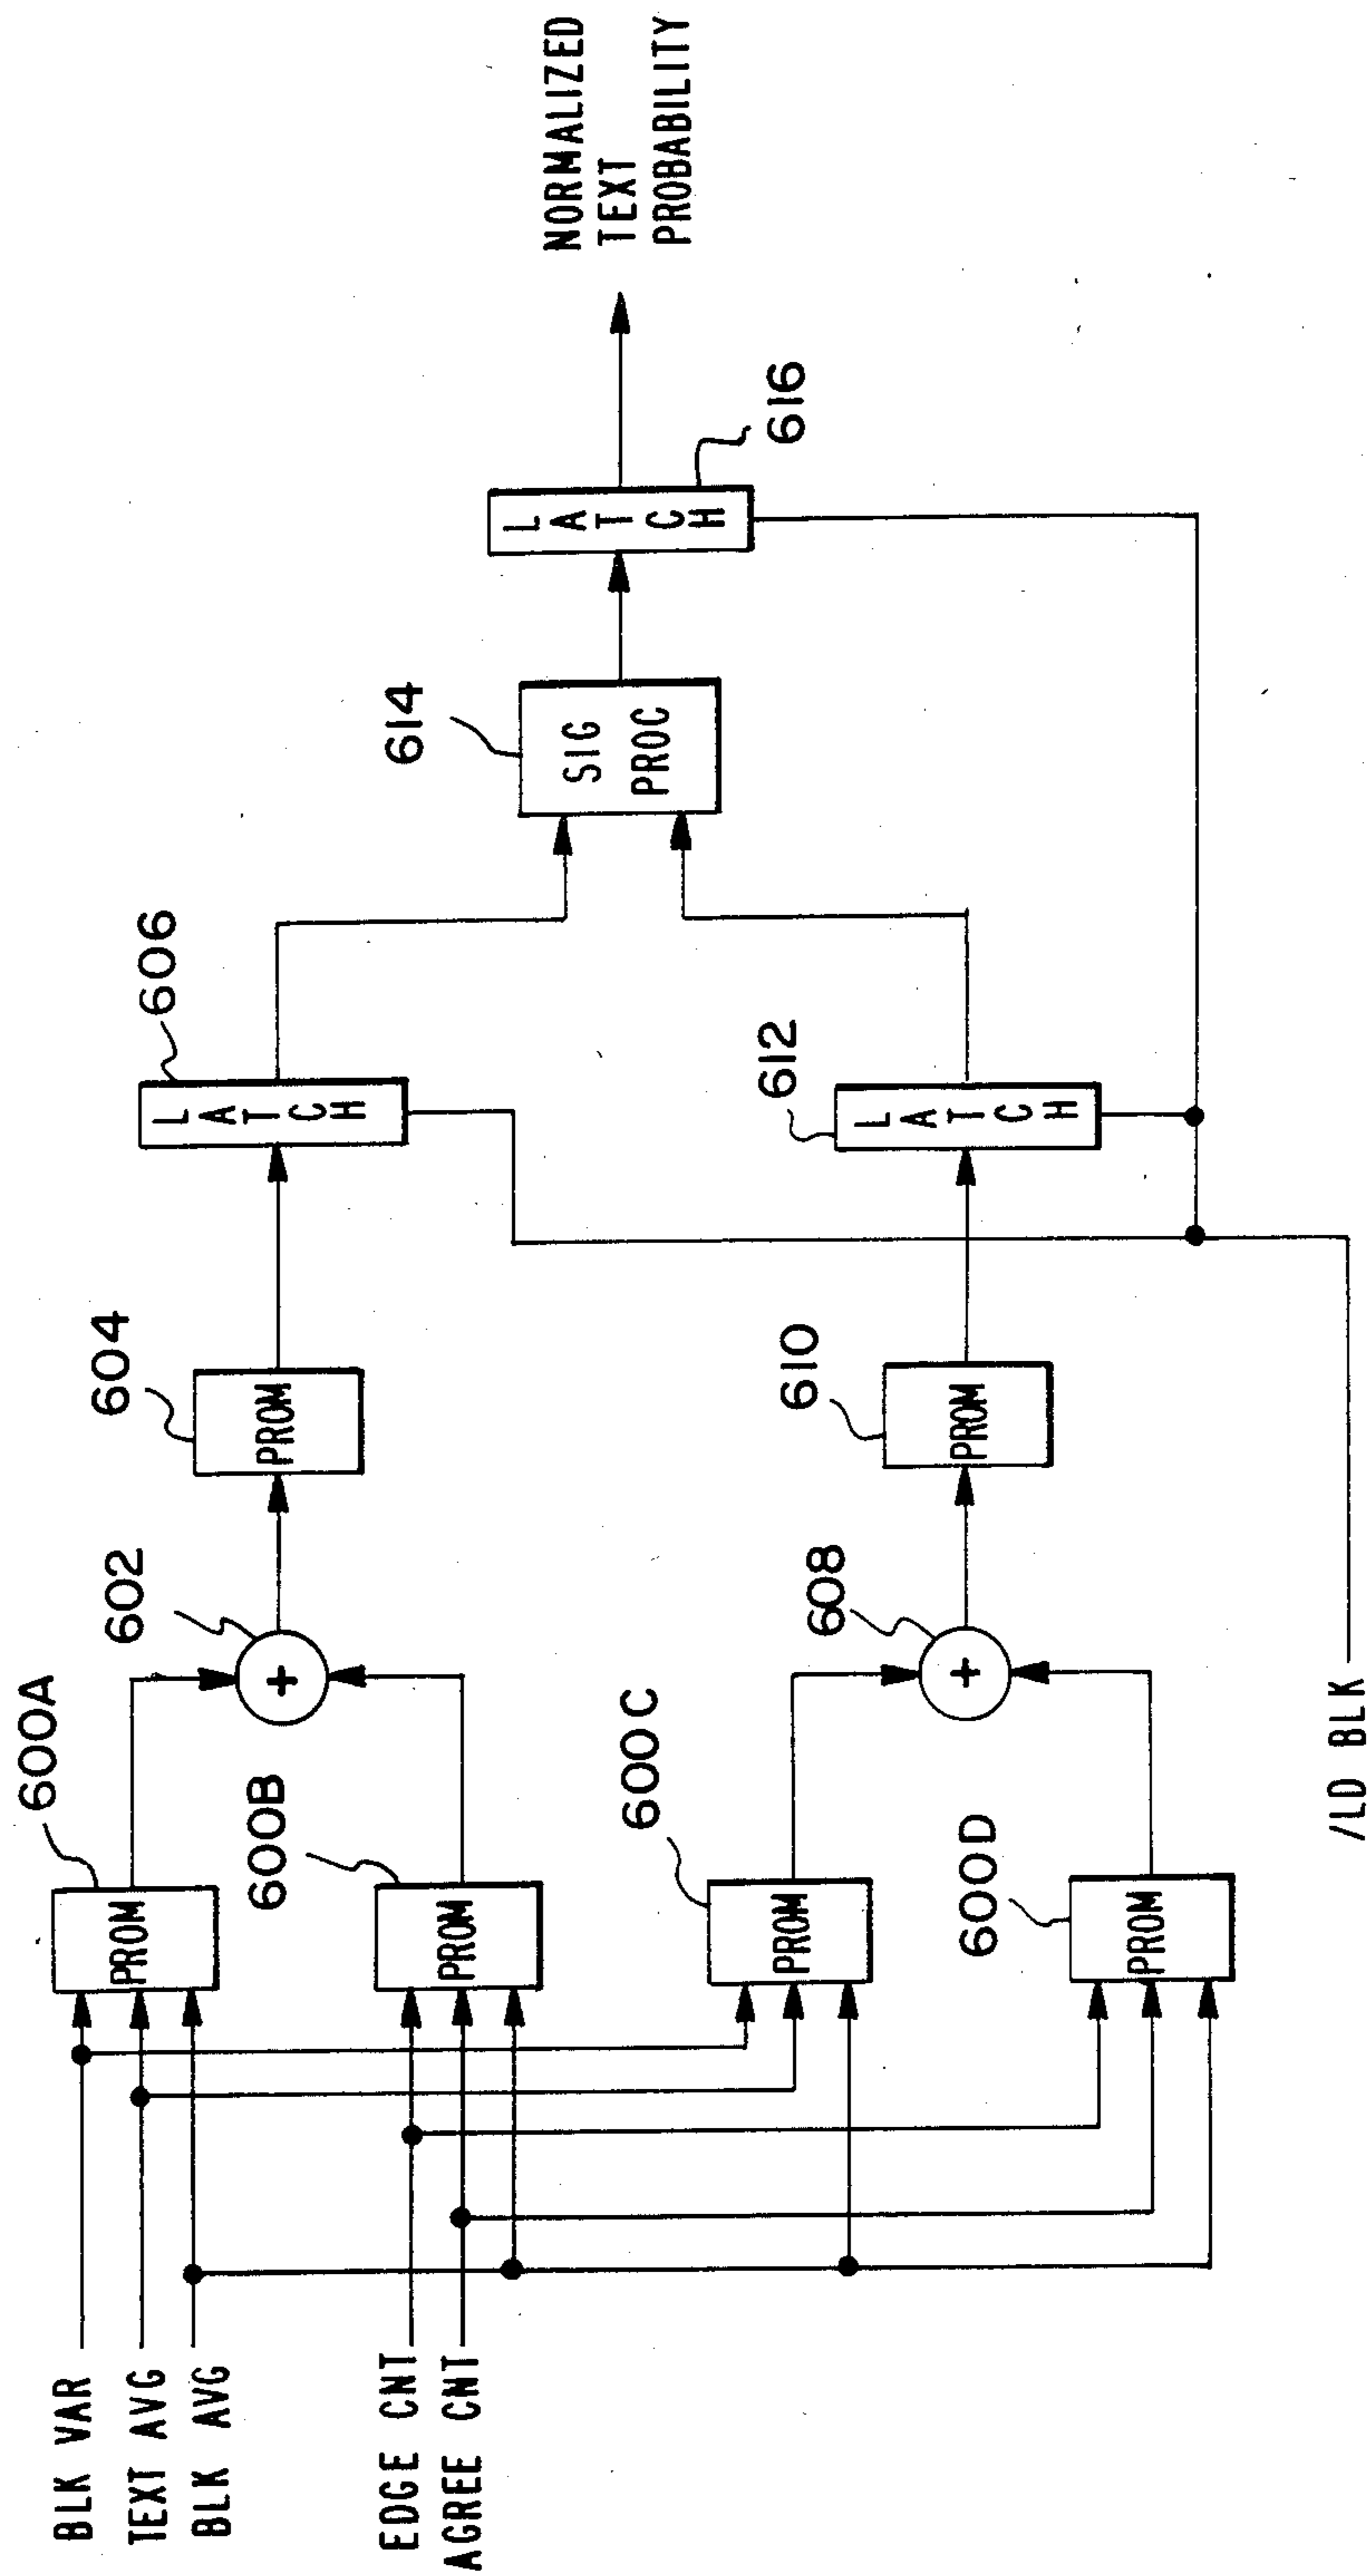 BLK VAR
TEXT AVG
BLK AVG
EDGE CNT
AGREE CNT
600A
PROM
600B
PROM
600C
PROM
600D
PROM
602
+
608
+
604
PROM
610
PROM
/LD BLK
606
LATCH
612
LATCH
614
SIG
PROC
LATCH
616
NORMALIZED
TEXT
PROBABILITY